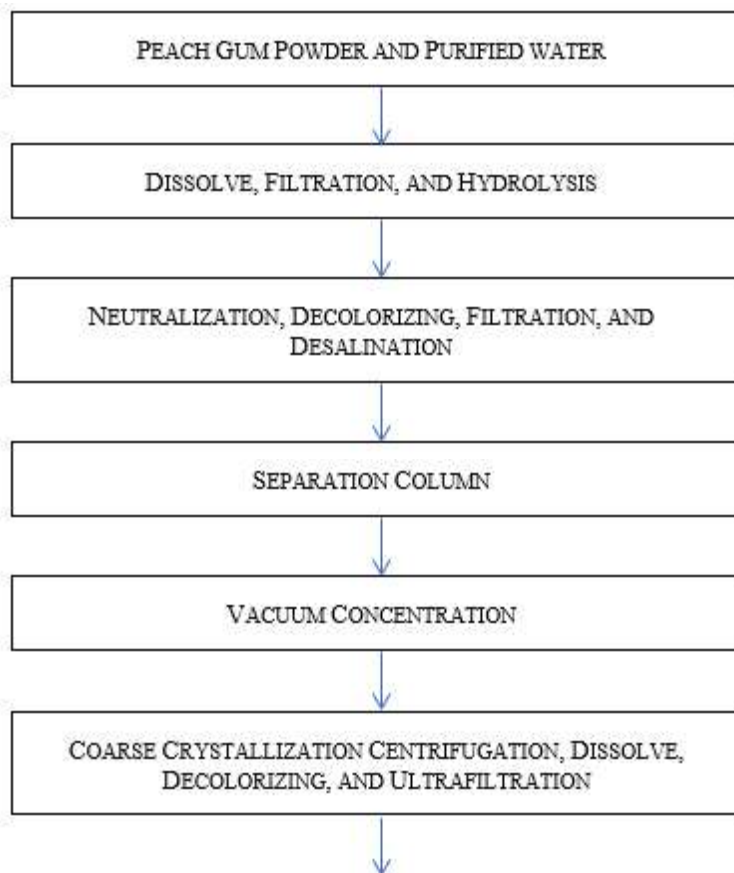 PEACH GUM POWDER AND PURIFIED WATER
DISSOLVE, FILTRATION, AND HYDROLYSIS
NEUTRALIZATION, DECOLORIZING, FILTRATION, AND
DESALINATION
SEPARATION COLUMN
VACUUM CONCENTRATION
COARSE CRYSTALLIZATION CENTRIFUGATION, DISSOLVE,
DECOLORIZING, AND ULTRAFILTRATION